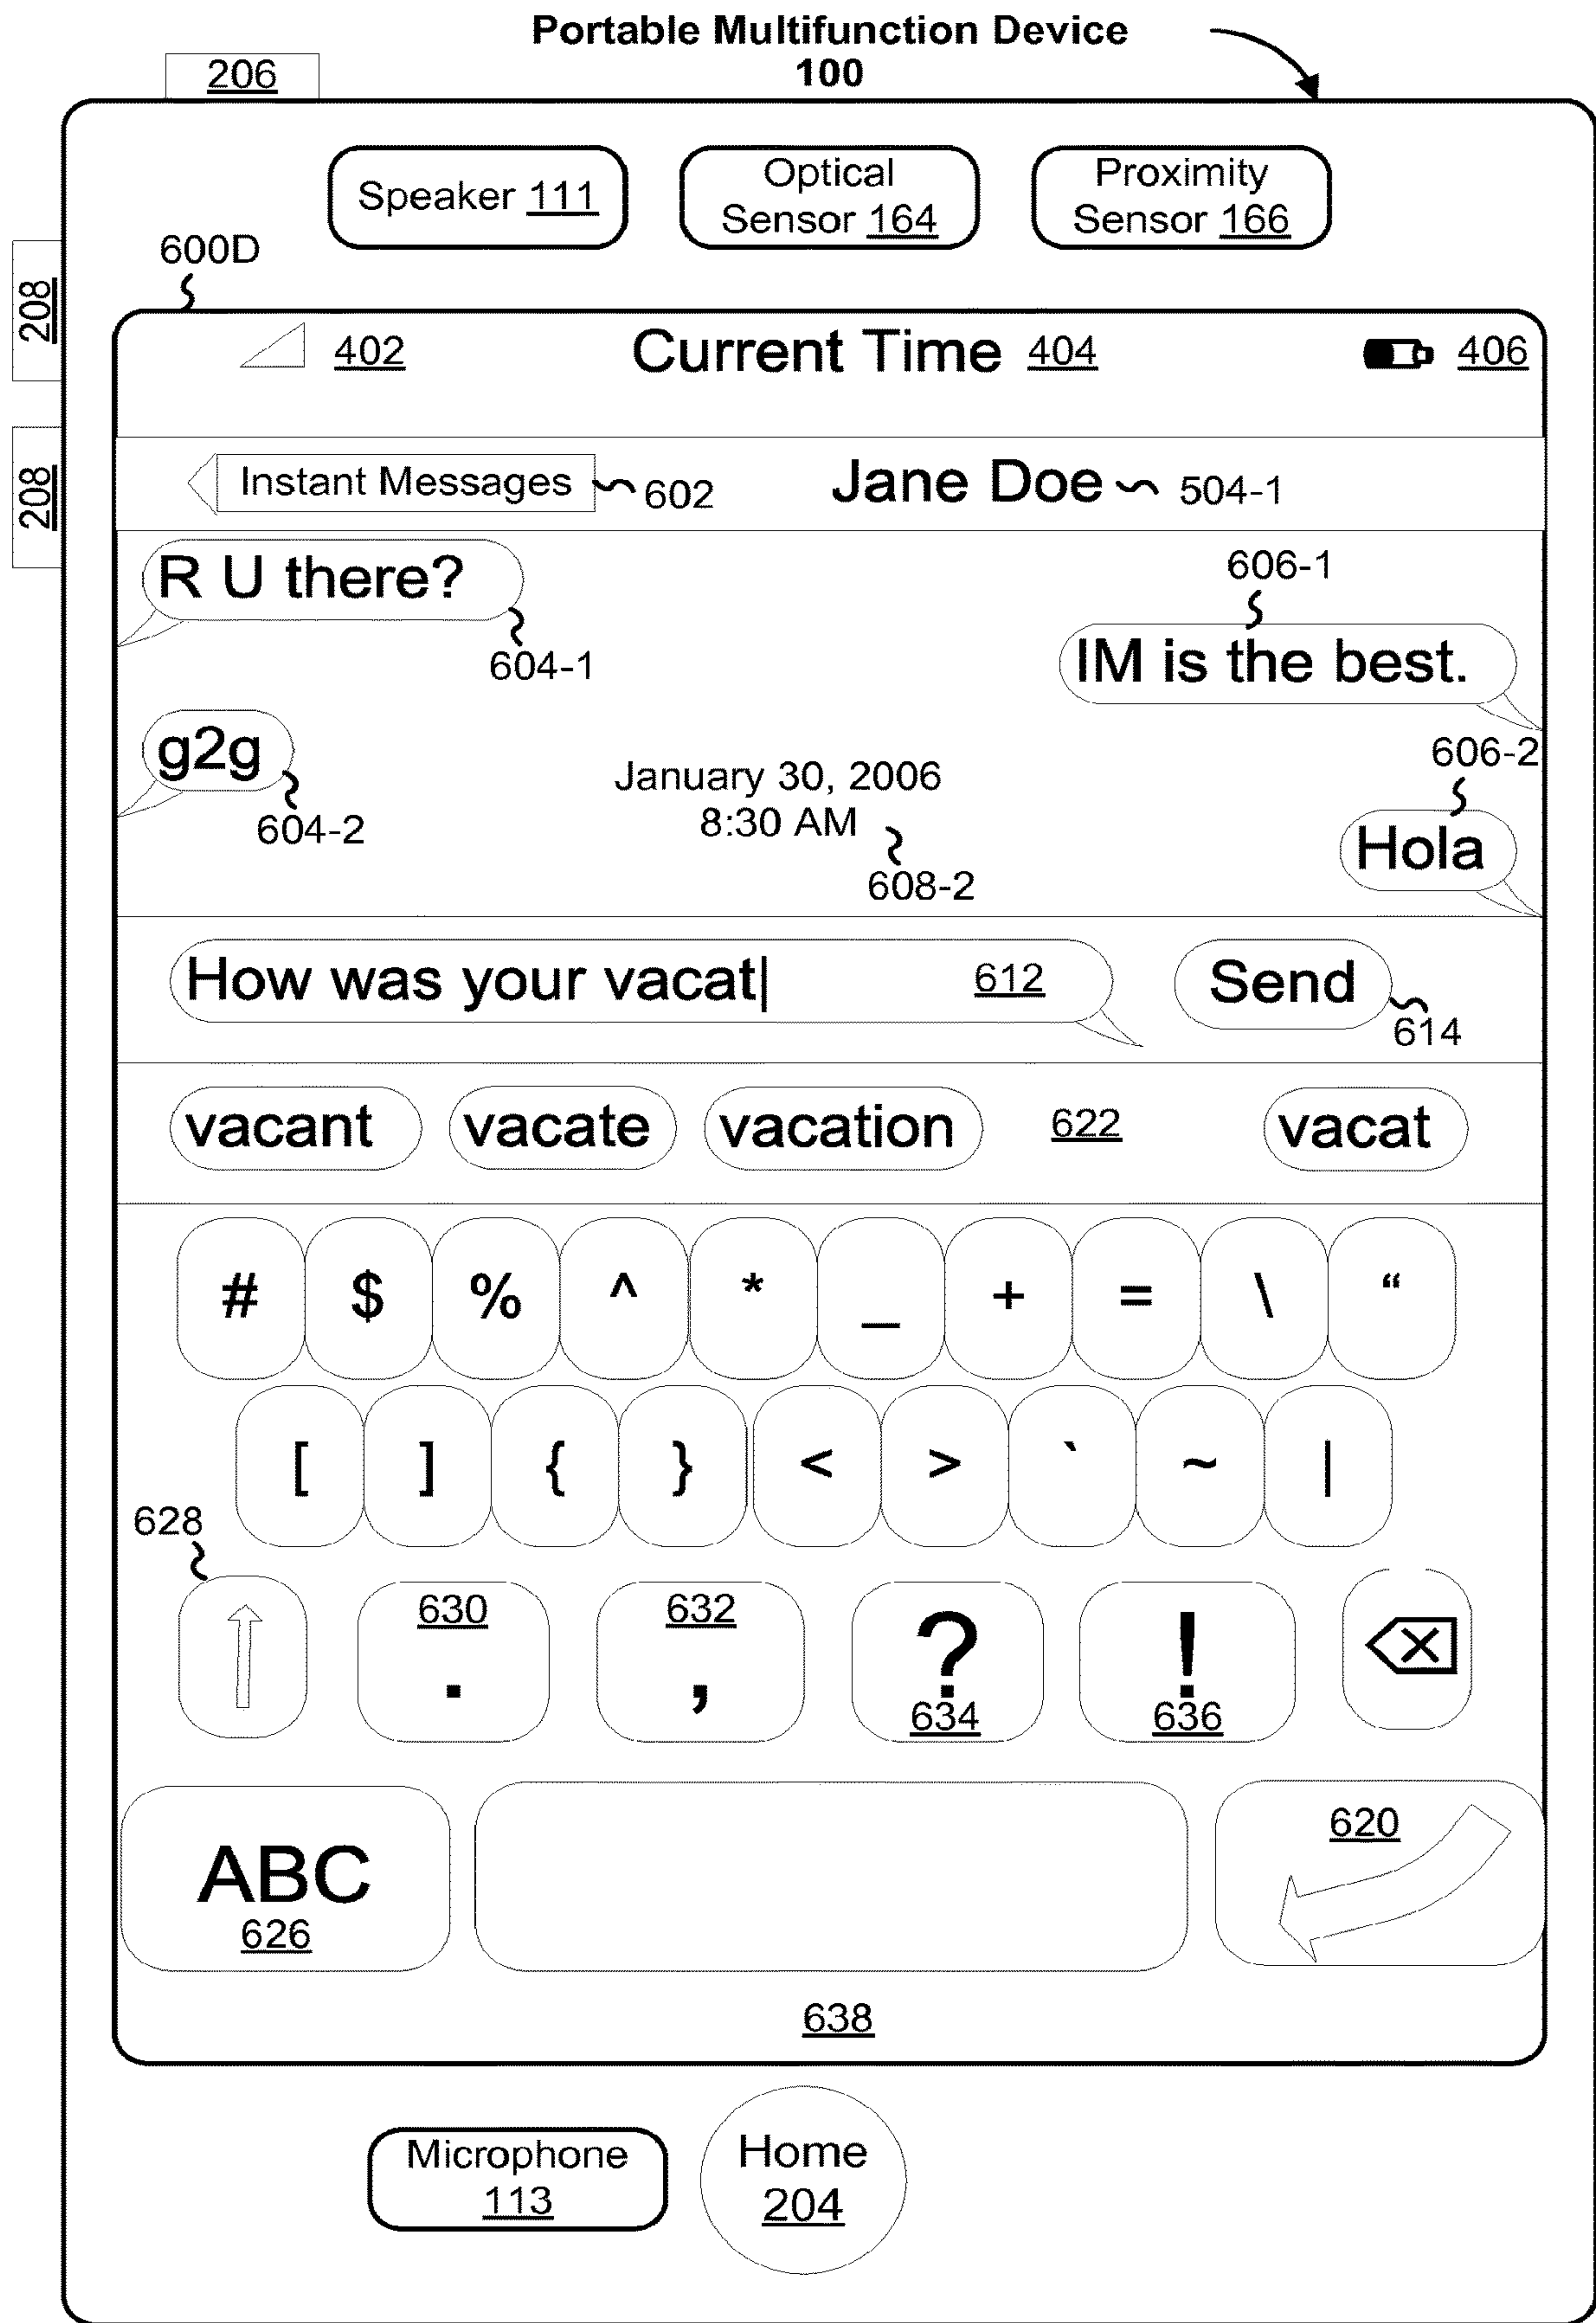 Portable Multifunction Device
100
206
Speaker 111
Optical
Sensor 164
Proximity
Sensor 166
600D
208
208
402
Current Time 404
406
Instant Messages
602
Jane Doe
504-1
R U there?
604-1
606-1
IM is the best.
g2g
604-2
January 30, 2006
8:30 AM
608-2
606-2
Hola
How was your vacat|
612
Send
614
vacant
vacate
vacation
622
vacat
# $ % ^ * _ + = \ “
[ ] { } < > ` ~ |
628
630
.
632
,
?
634
!
636
ABC
626
620
638
Microphone
113
Home
204